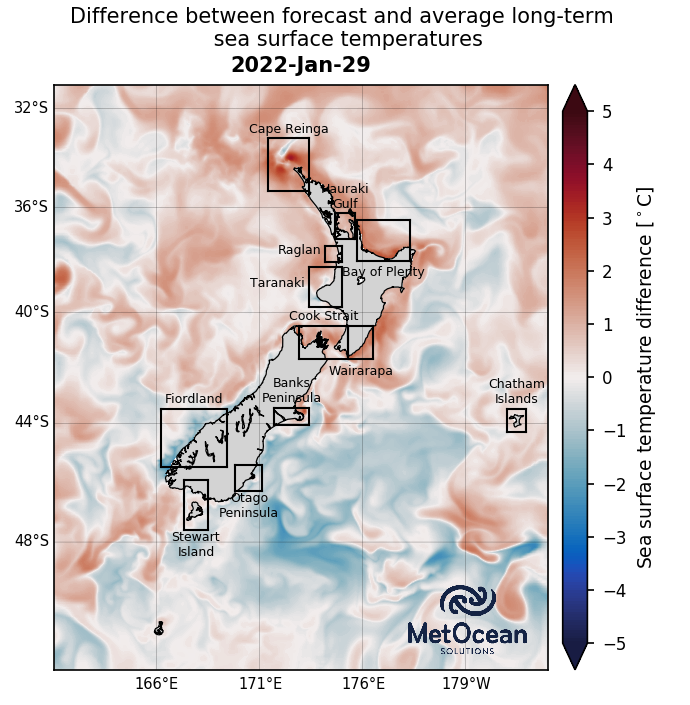 Difference between forecast and average long-term
sea surface temperatures
2022-Jan-29
32°S
36°S
40°S
44°S
48°S
166°E
171°E
176°E
179°W
Cape Reinga
Hauraki
Gulf
Raglan
Bay of Plenty
Taranaki
Cook Strait
Wairarapa
Banks
Peninsula
Fiordland
Chatham
Islands
Otago
Peninsula
Stewart
Island
MetOcean
SOLUTIONS
5
4
3
2
1
0
−1
−2
−3
−4
−5
Sea surface temperature difference [°C]